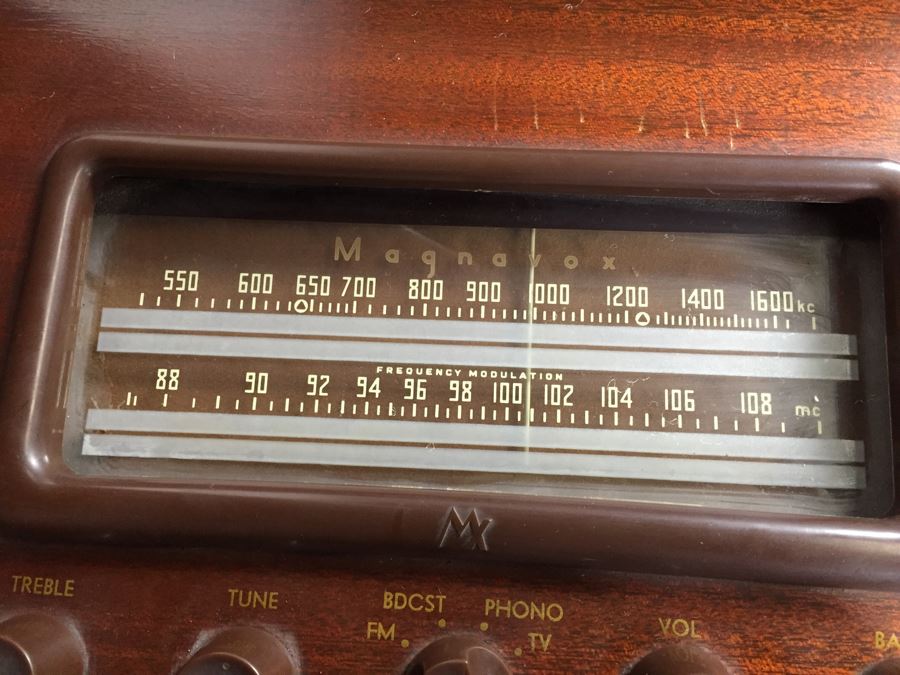 Magnavox
550 600 650 700 800 900 1000 1200 1400 1600 kc
FREQUENCY MODULATION
88 90 92 94 96 98 100 102 104 106 108 mc
MX
TREBLE TUNE BDCST PHONO VOL BA
FM TV